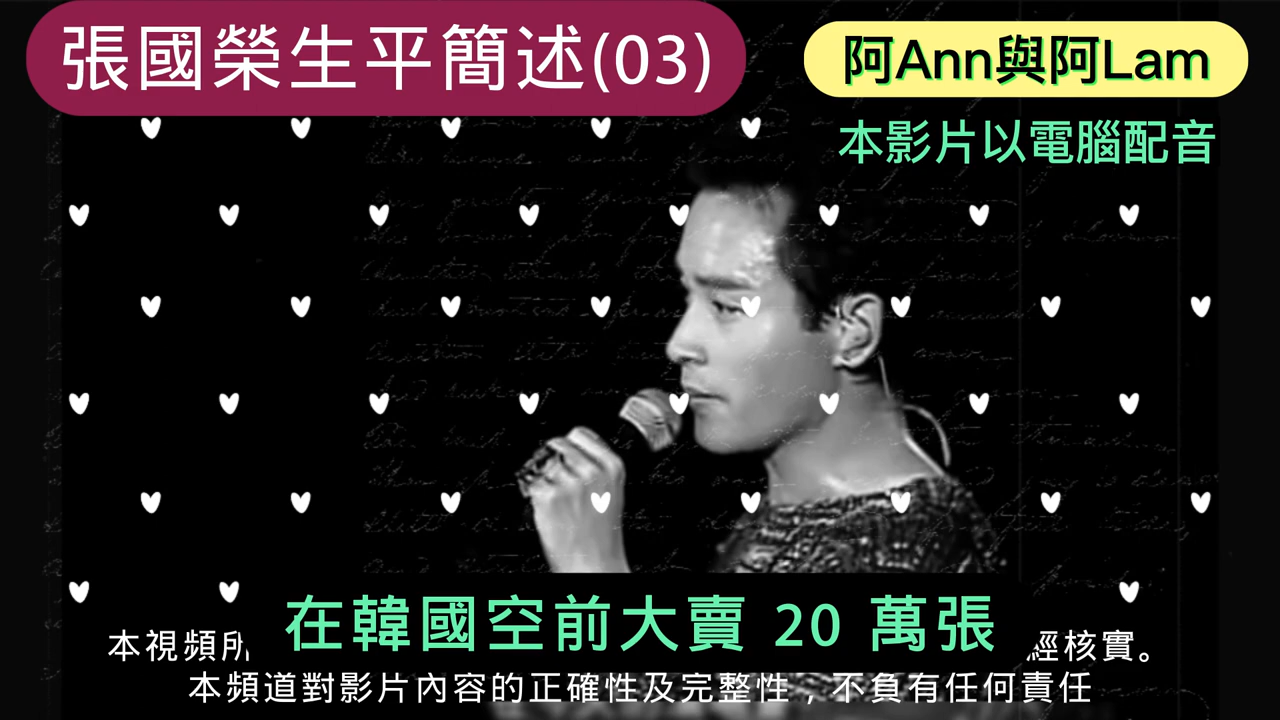 張國榮生平簡述(03)
阿Ann與阿Lam
本影片以電腦配音
在韓國空前大賣 20 萬張
本視頻所 經核實。
本頻道對影片內容的正確性及完整性，不負有任何責任